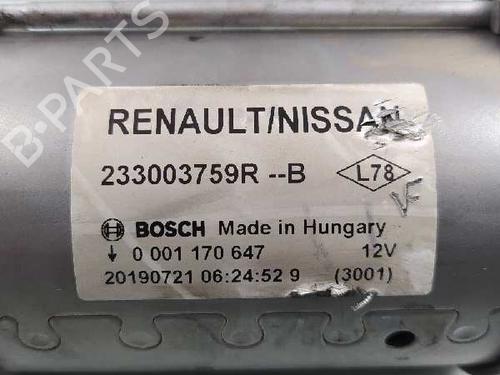 B-PARTS
RENAULT/NISSAN
233003759R --B
L78
VF
BOSCH Made in Hungary
0 001 170 647 12V
20190721 06:24:52 9 (3001)